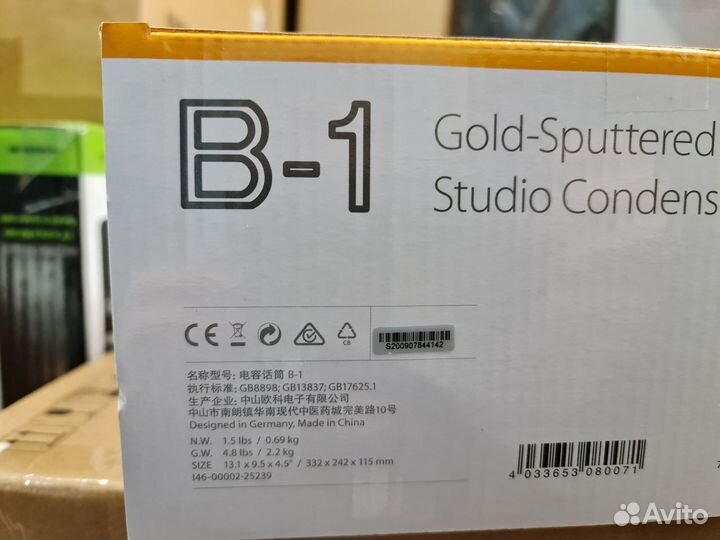 B-1
Gold-Sputtered
Studio Condens
CE
CB
S200907844142
名称型号: 电容话筒 B-1
执行标准: GB8898; GB13837; GB17625.1
生产企业: 中山欧科电子有限公司
中山市南朗镇华南现代中医药城完美路10号
Designed in Germany, Made in China
N.W. 1.5 lbs / 0.69 kg
G.W. 4.8 lbs / 2.2 kg
SIZE 13.1 x 9.5 x 4.5" / 332 x 242 x 115 mm
J46-00002-25239
4 033653 080071
7
Avito